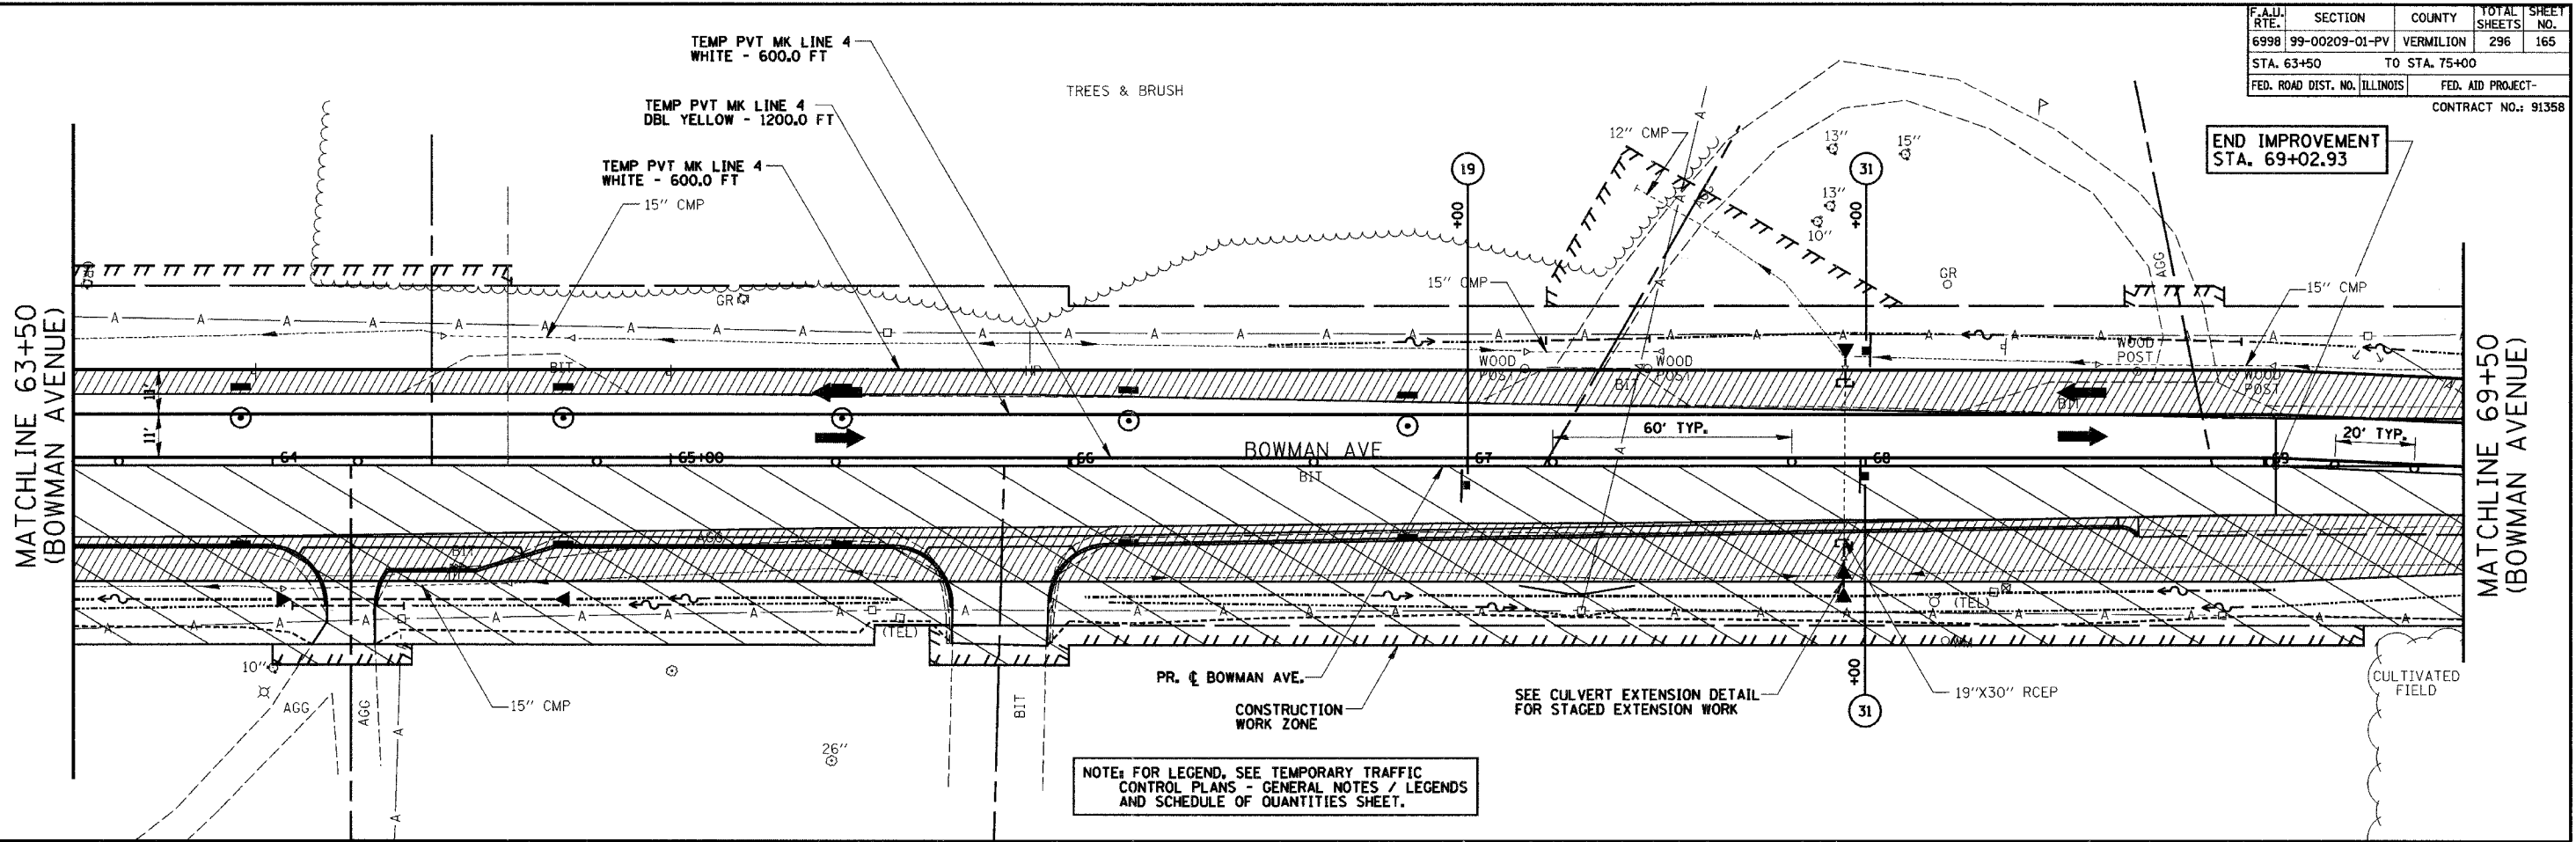 F.A.U. RTE. SECTION COUNTY TOTAL SHEETS SHEET NO.
6998 99-00209-01-PV VERMILION 296 165
STA. 63+50 TO STA. 75+00
FED. ROAD DIST. NO. ILLINOIS FED. AID PROJECT-
CONTRACT NO.: 91358
END IMPROVEMENT
STA. 69+02.93
TEMP PVT MK LINE 4
WHITE - 600.0 FT
TEMP PVT MK LINE 4
DBL YELLOW - 1200.0 FT
TEMP PVT MK LINE 4
WHITE - 600.0 FT
15" CMP
TREES & BRUSH
12" CMP
13"
15"
13"
10"
19
+00
31
+00
P
AGG
AGG
GR
GR
15" CMP
15" CMP
A A A A A A A A A A A A A A A
WOOD POST
WOOD POST
WOOD POST
WOOD POST
BIT
BIT
BIT
HP
MATCHLINE 63+50
(BOWMAN AVENUE)
MATCHLINE 69+50
(BOWMAN AVENUE)
11'
11'
60' TYP.
20' TYP.
BOWMAN AVE
BIT
64
65+00
66
67
68
69
BIT
AGG
(TEL)
(TEL)
WM
10"
AGG
AGG
15" CMP
26"
BIT
PR. ℄ BOWMAN AVE.
CONSTRUCTION
WORK ZONE
SEE CULVERT EXTENSION DETAIL
FOR STAGED EXTENSION WORK
+00
31
19"X30" RCEP
CULTIVATED
FIELD
NOTE: FOR LEGEND, SEE TEMPORARY TRAFFIC
CONTROL PLANS - GENERAL NOTES / LEGENDS
AND SCHEDULE OF QUANTITIES SHEET.